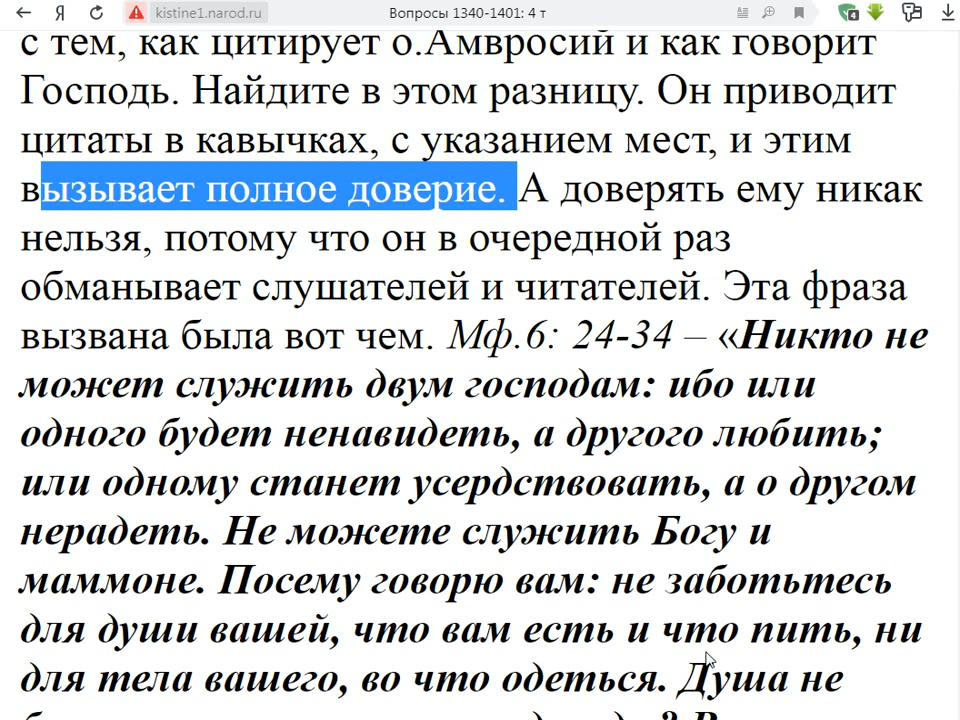 kistine1.narod.ru
Вопросы 1340-1401: 4 т
4
с тем, как цитирует о.Амвросий и как говорит
Господь. Найдите в этом разницу. Он приводит
цитаты в кавычках, с указанием мест, и этим
вызывает полное доверие. А доверять ему никак
нельзя, потому что он в очередной раз
обманывает слушателей и читателей. Эта фраза
вызвана была вот чем. Мф.6: 24-34 – «Никто не
может служить двум господам: ибо или
одного будет ненавидеть, а другого любить;
или одному станет усердствовать, а о другом
нерадеть. Не можете служить Богу и
маммоне. Посему говорю вам: не заботьтесь
для души вашей, что вам есть и что пить, ни
для тела вашего, во что одеться. Душа не